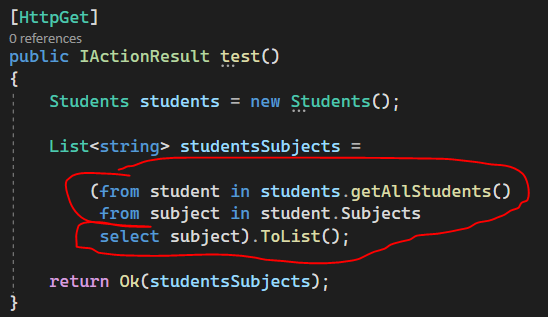 [HttpGet]
0 references
public IActionResult test()
{
Students students = new Students();
List<string> studentsSubjects =
(from student in students.getAllStudents()
from subject in student.Subjects
select subject).ToList();
return Ok(studentsSubjects);
}